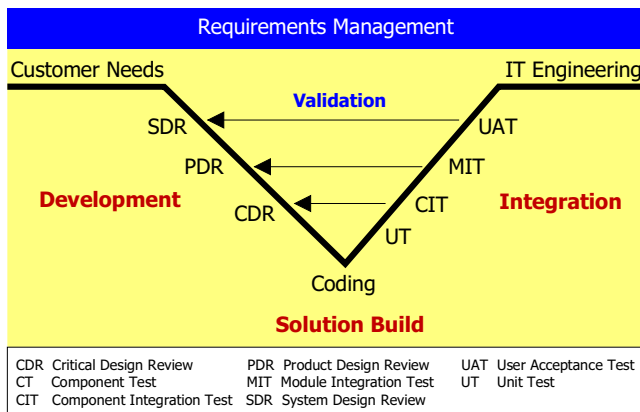 Requirements Management
Customer Needs IT Engineering
Validation
SDR UAT
PDR MIT
Development Integration
CDR CIT
UT
Coding
Solution Build
CDR Critical Design Review PDR Product Design Review UAT User Acceptance Test
CT Component Test MIT Module Integration Test UT Unit Test
CIT Component Integration Test SDR System Design Review